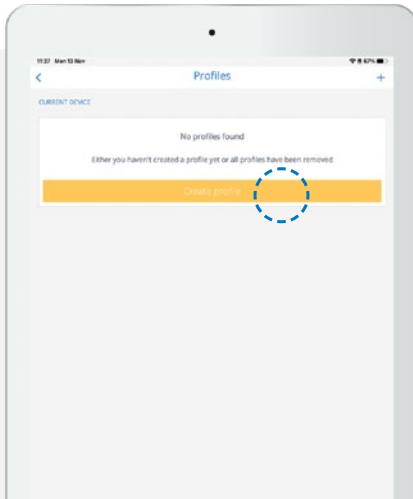 11:27 Mon 13 Nov
67%
Profiles
CURRENT DEVICE
No profiles found
Either you haven't created a profile yet or all profiles have been removed
Create profile